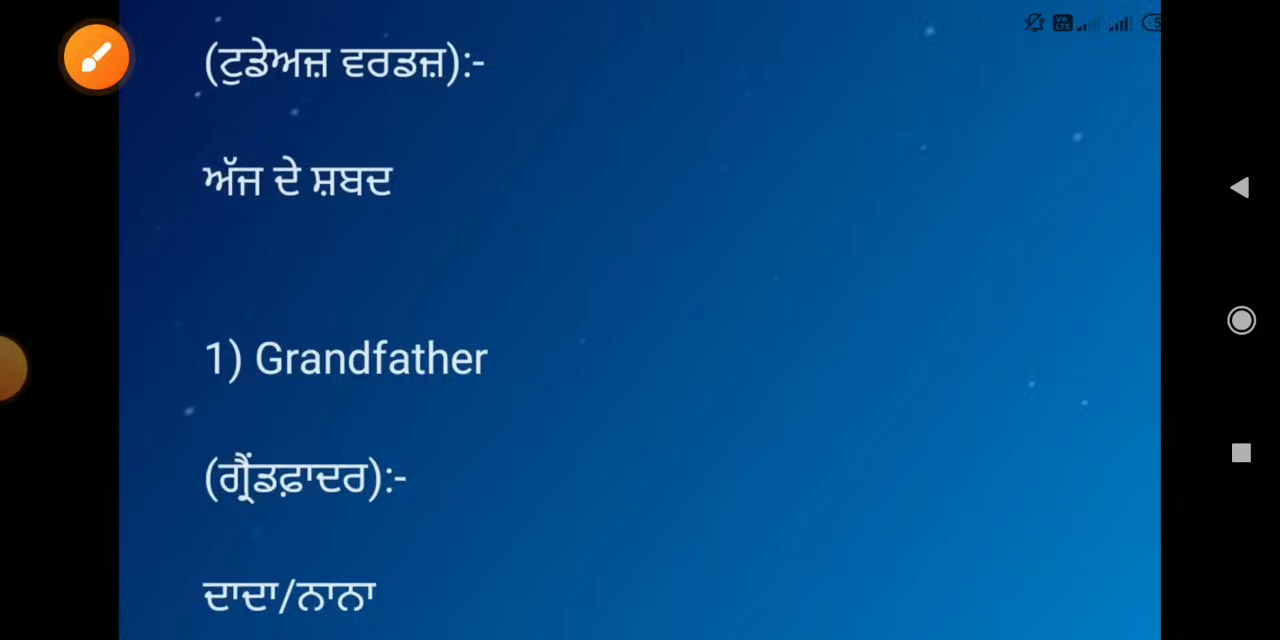 (ਟੁਡੇਅਜ਼ ਵਰਡਜ਼):-
ਅੱਜ ਦੇ ਸ਼ਬਦ
1) Grandfather
(ਗ੍ਰੈਂਡਫ਼ਾਦਰ):-
ਦਾਦਾ/ਨਾਨਾ